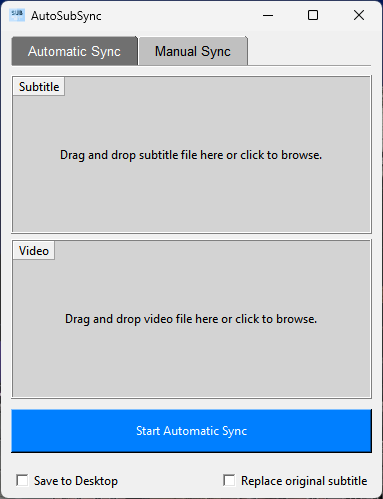 SUB
AutoSubSync
Automatic Sync
Manual Sync
Subtitle
Drag and drop subtitle file here or click to browse.
Video
Drag and drop video file here or click to browse.
Start Automatic Sync
Save to Desktop
Replace original subtitle